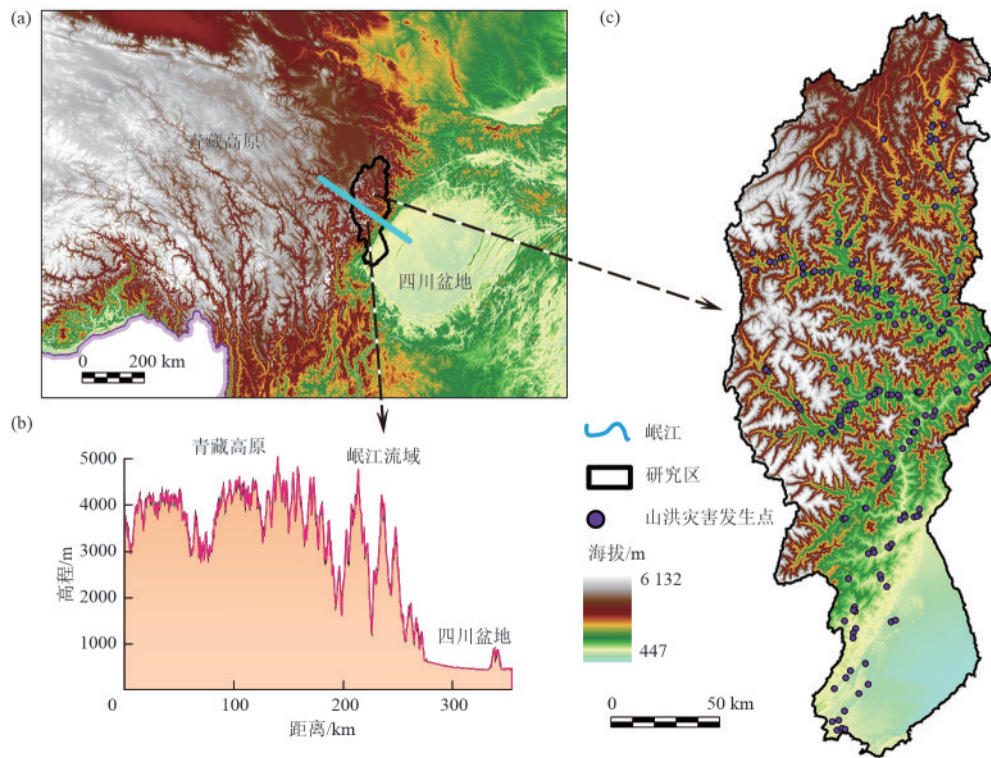 (a)
青藏高原
四川盆地
0 200 km
(b)
青藏高原
岷江流域
四川盆地
高程/m
5000
4000
3000
2000
1000
0 100 200 300
距离/km
(c)
岷江
研究区
山洪灾害发生点
海拔/m
6 132
447
0 50 km